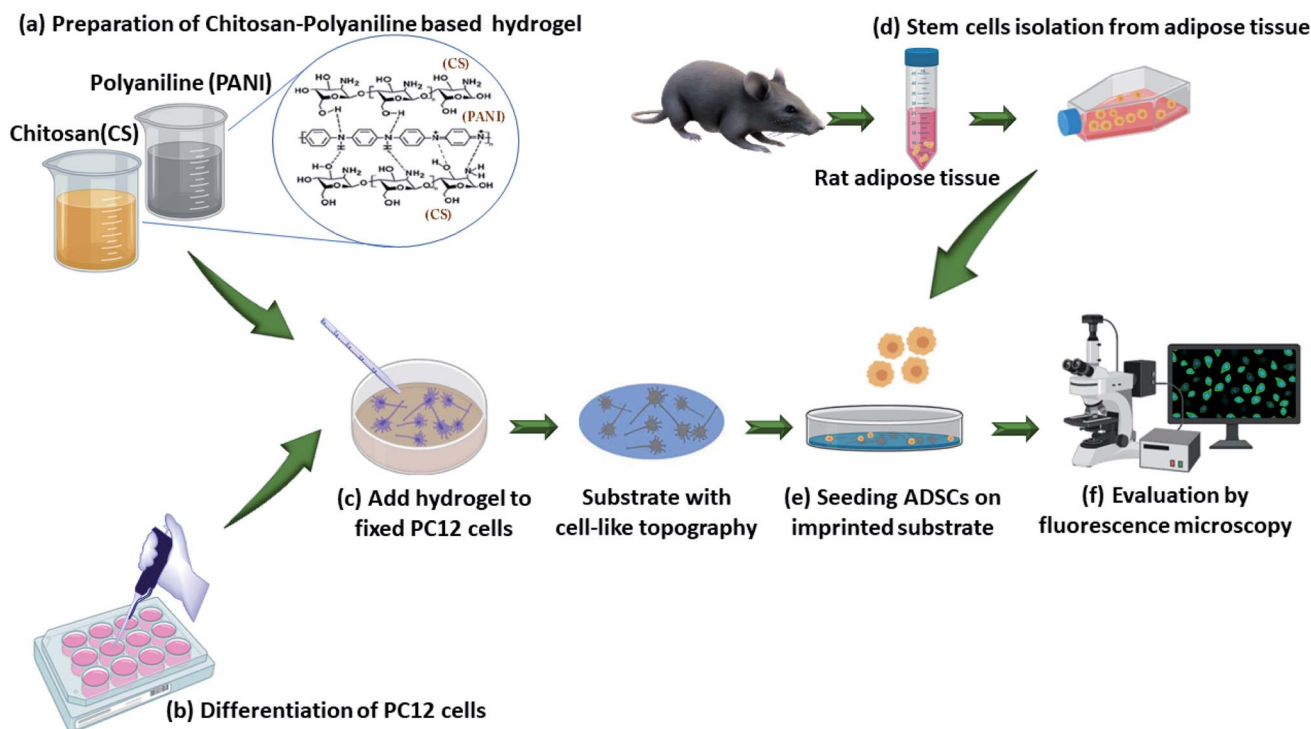 (a) Preparation of Chitosan-Polyaniline based hydrogel
Polyaniline (PANI)
Chitosan(CS)
(CS)
(PANI)
(CS)
(d) Stem cells isolation from adipose tissue
Rat adipose tissue
(c) Add hydrogel to
fixed PC12 cells
Substrate with
cell-like topography
(e) Seeding ADSCs on
imprinted substrate
(f) Evaluation by
fluorescence microscopy
(b) Differentiation of PC12 cells